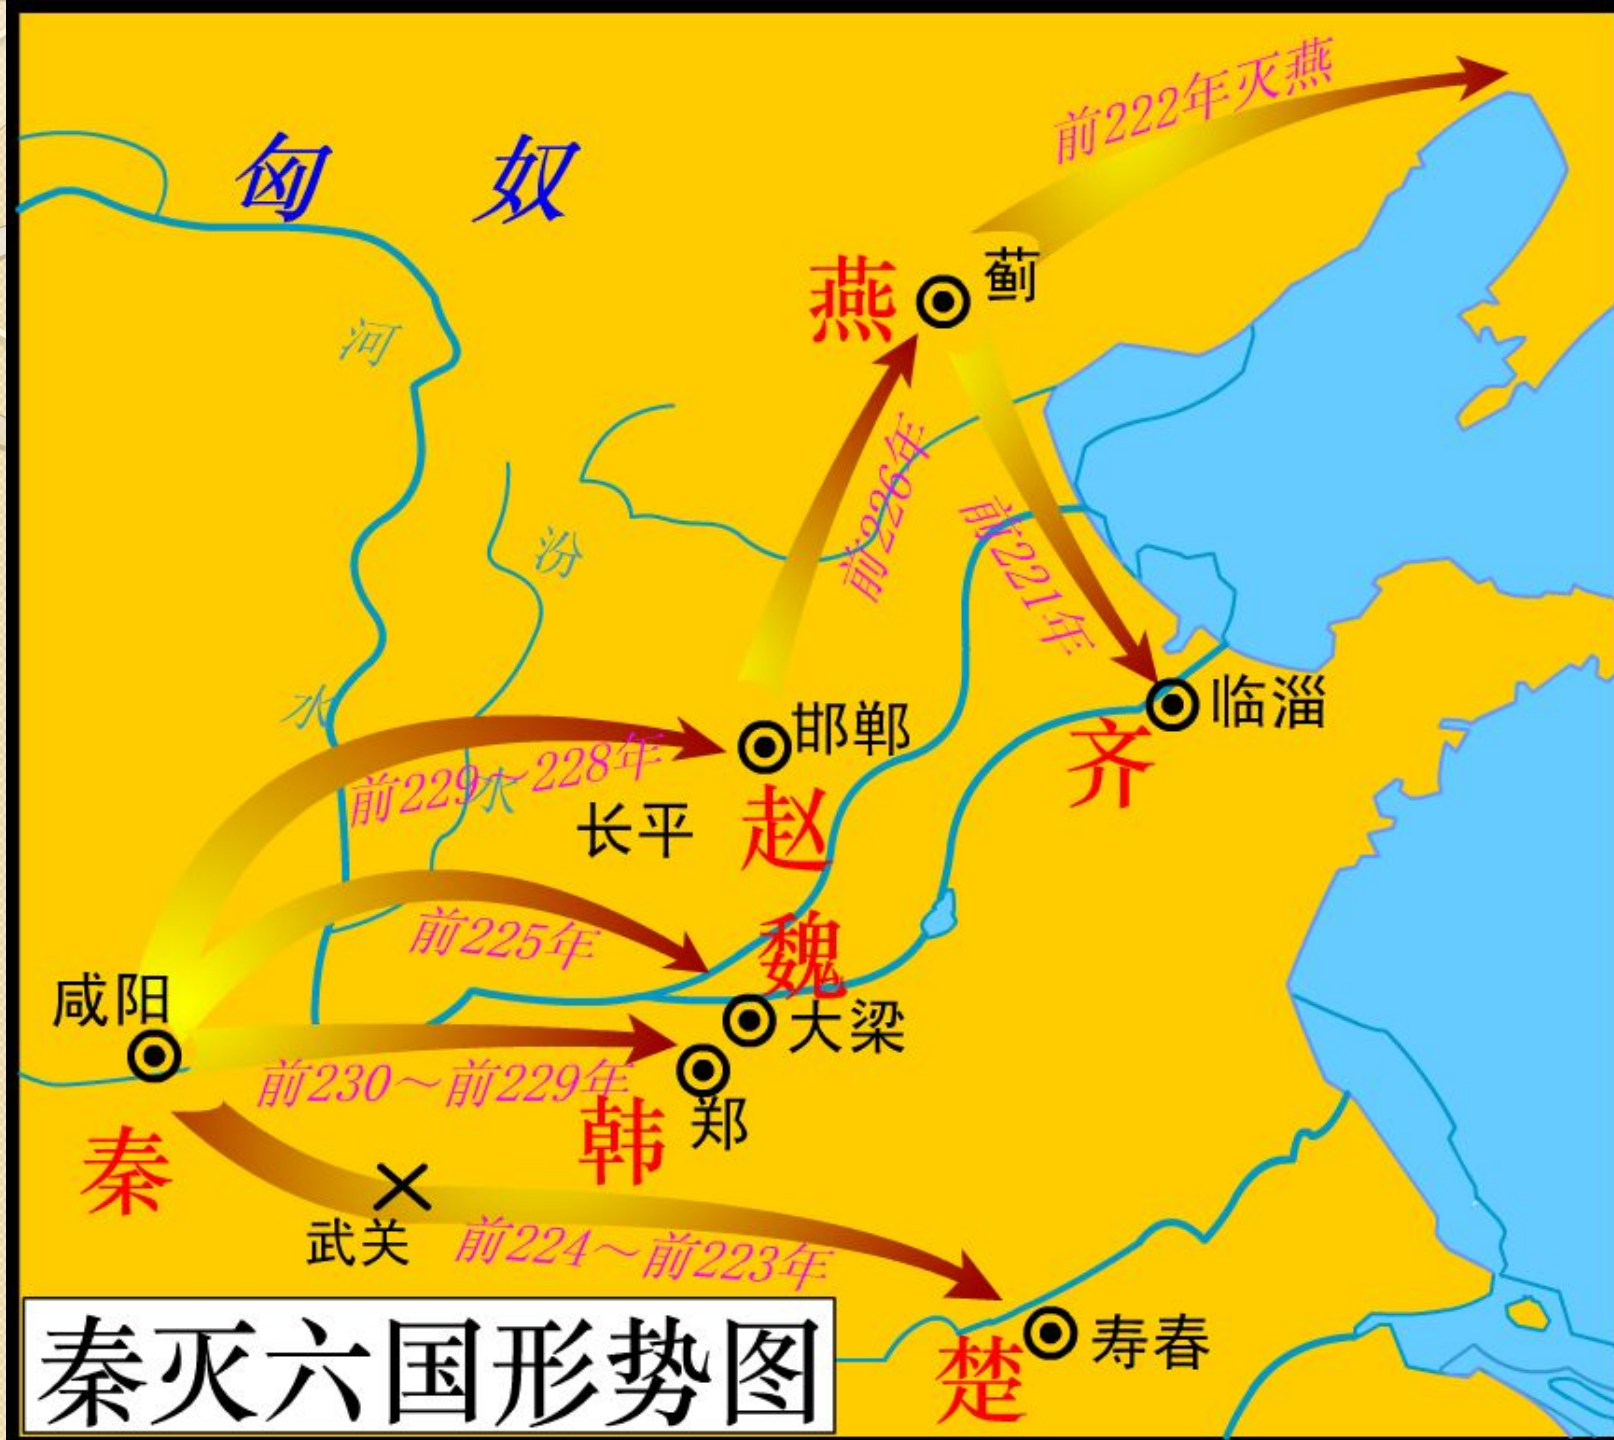 前222年灭燕
匈奴
燕
蓟
河
前226年
汾
前221年
水
邯郸
临淄
齐
前229～228年
水
长平
赵
魏
前225年
咸阳
大梁
前230～前229年
韩
郑
秦
武关
前224～前223年
楚
寿春
秦灭六国形势图